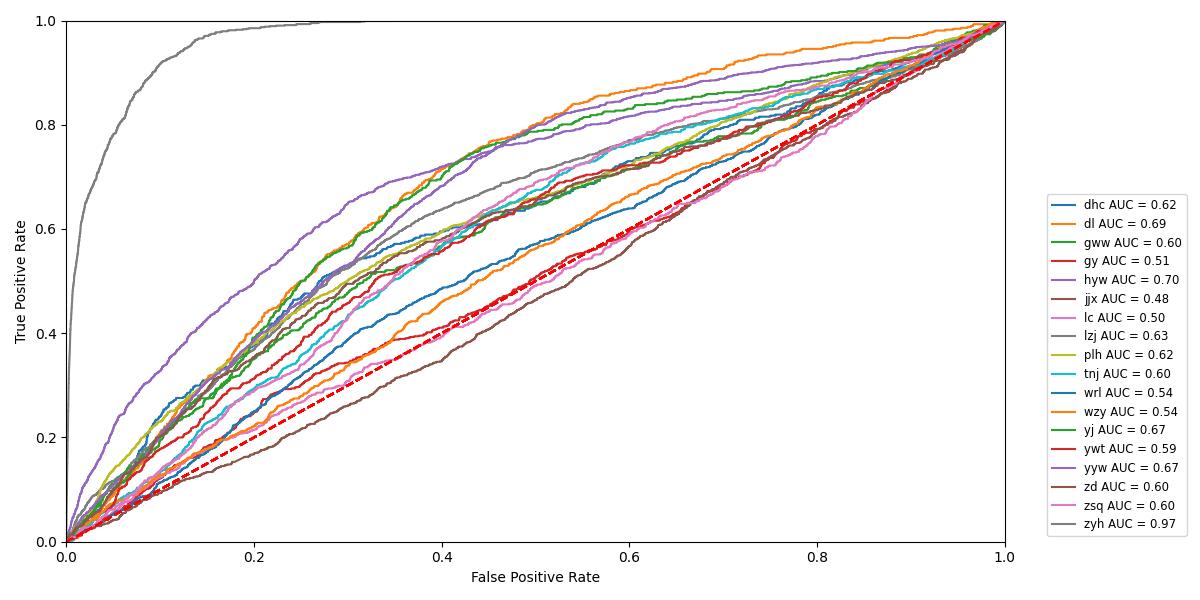 1.0
0.8
0.6
0.4
0.2
0.0
True Positive Rate
0.0 0.2 0.4 0.6 0.8 1.0
False Positive Rate
dhc AUC = 0.62
dl AUC = 0.69
gww AUC = 0.60
gy AUC = 0.51
hyw AUC = 0.70
jjx AUC = 0.48
lc AUC = 0.50
lzj AUC = 0.63
plh AUC = 0.62
tnj AUC = 0.60
wrl AUC = 0.54
wzy AUC = 0.54
yj AUC = 0.67
ywt AUC = 0.59
yyw AUC = 0.67
zd AUC = 0.60
zsq AUC = 0.60
zyh AUC = 0.97